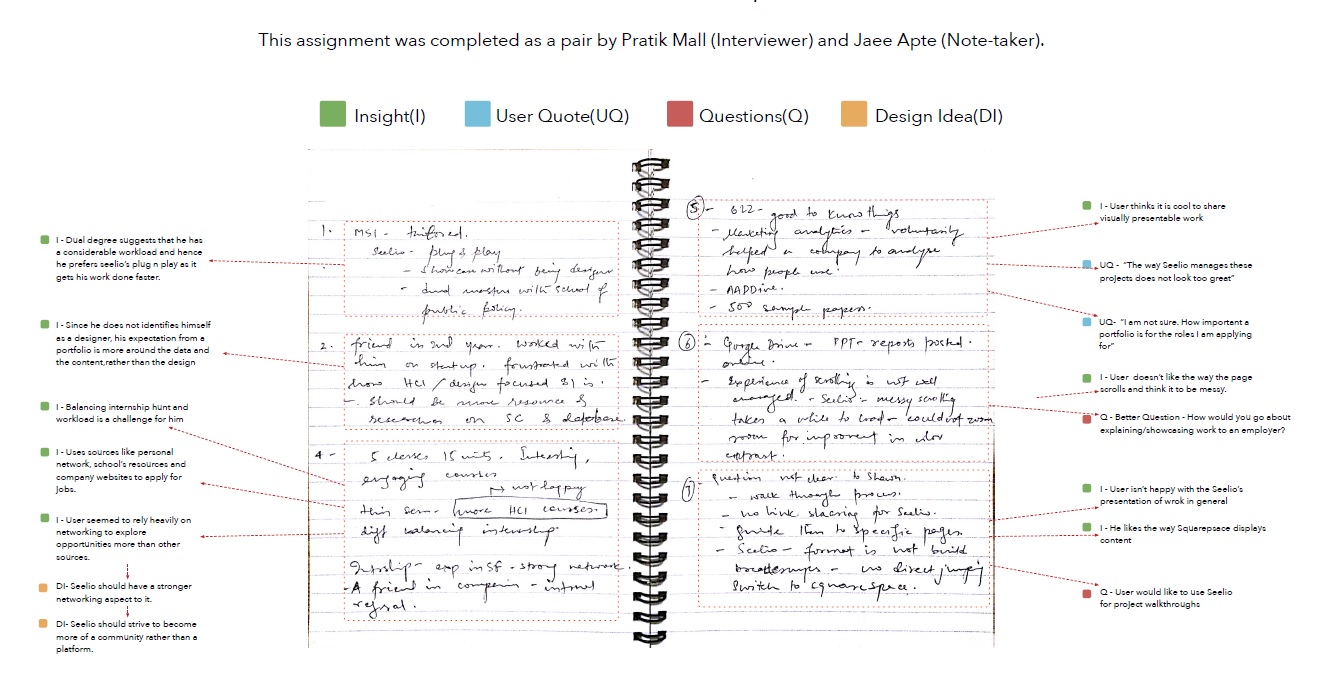 This assignment was completed as a pair by Pratik Mall (Interviewer) and Jaee Apte (Note-taker).
Insight(I)
User Quote(UQ)
Questions(Q)
Design Idea(DI)
I - Dual degree suggests that he has
a considerable workload and hence
he prefers seelio's plug n play as it
gets his work done faster.
I - Since he does not identifies himself
as a designer, his expectation from a
portfolio is more around the data and
the content,rather than the design
I - Balancing internship hunt and
workload is a challenge for him
I - Uses sources like personal
network, school's resources and
company websites to apply for
Jobs.
I - User seemed to rely heavily on
networking to explore
opportunities more than other
sources.
DI- Seelio should have a stronger
networking aspect to it.
DI- Seelio should strive to become
more of a community rather than a
platform.
1. MSI - tailored.
Seelio - plug & play
- showcase without being designer
- dual masters with school of
public policy.
2. friend in 2nd year. worked with
him on startup. frustrated with
how HCI / design focused SI is.
- should be more resource &
research on SC & database
4 - 5 classes 15 units. Interesting,
engaging courses
not happy
this sem - more HCI courses.
diff balancing internship
Internship - exp in SF - strong network.
- A friend in - internal
referral.
5 - 622 - good to know things
- Marketing analytics - voluntarily
helped a company to analyse
how people use.
- AAPDine.
- 500 sample papers.
6 - Google Drive - PPT - reports posted
online.
- Experience of scrolling is not well
managed. - Seelio - messy scrolling
takes a while to load - could not zoom
room for improvement in color
contrast.
7 - Question not clear to Shawn.
- walk through process.
- no link sharing for Seelio.
- guide them to specific pages
- Seelio - format is not build
- no direct jumping
switch to squarespace.
I - User thinks it is cool to share
visually presentable work
UQ - "The way Seelio manages these
projects does not look too great"
UQ- "I am not sure. How important a
portfolio is for the roles I am applying
for"
I - User  doesn't like the way the page
scrolls and think it to be messy.
Q - Better Question - How would you go about
explaining/showcasing work to an employer?
I - User isn't happy with the Seelio's
presentation of wrok in general
I - He likes the way Squarepsace displays
content
Q - User would like to use Seelio
for project walkthroughs